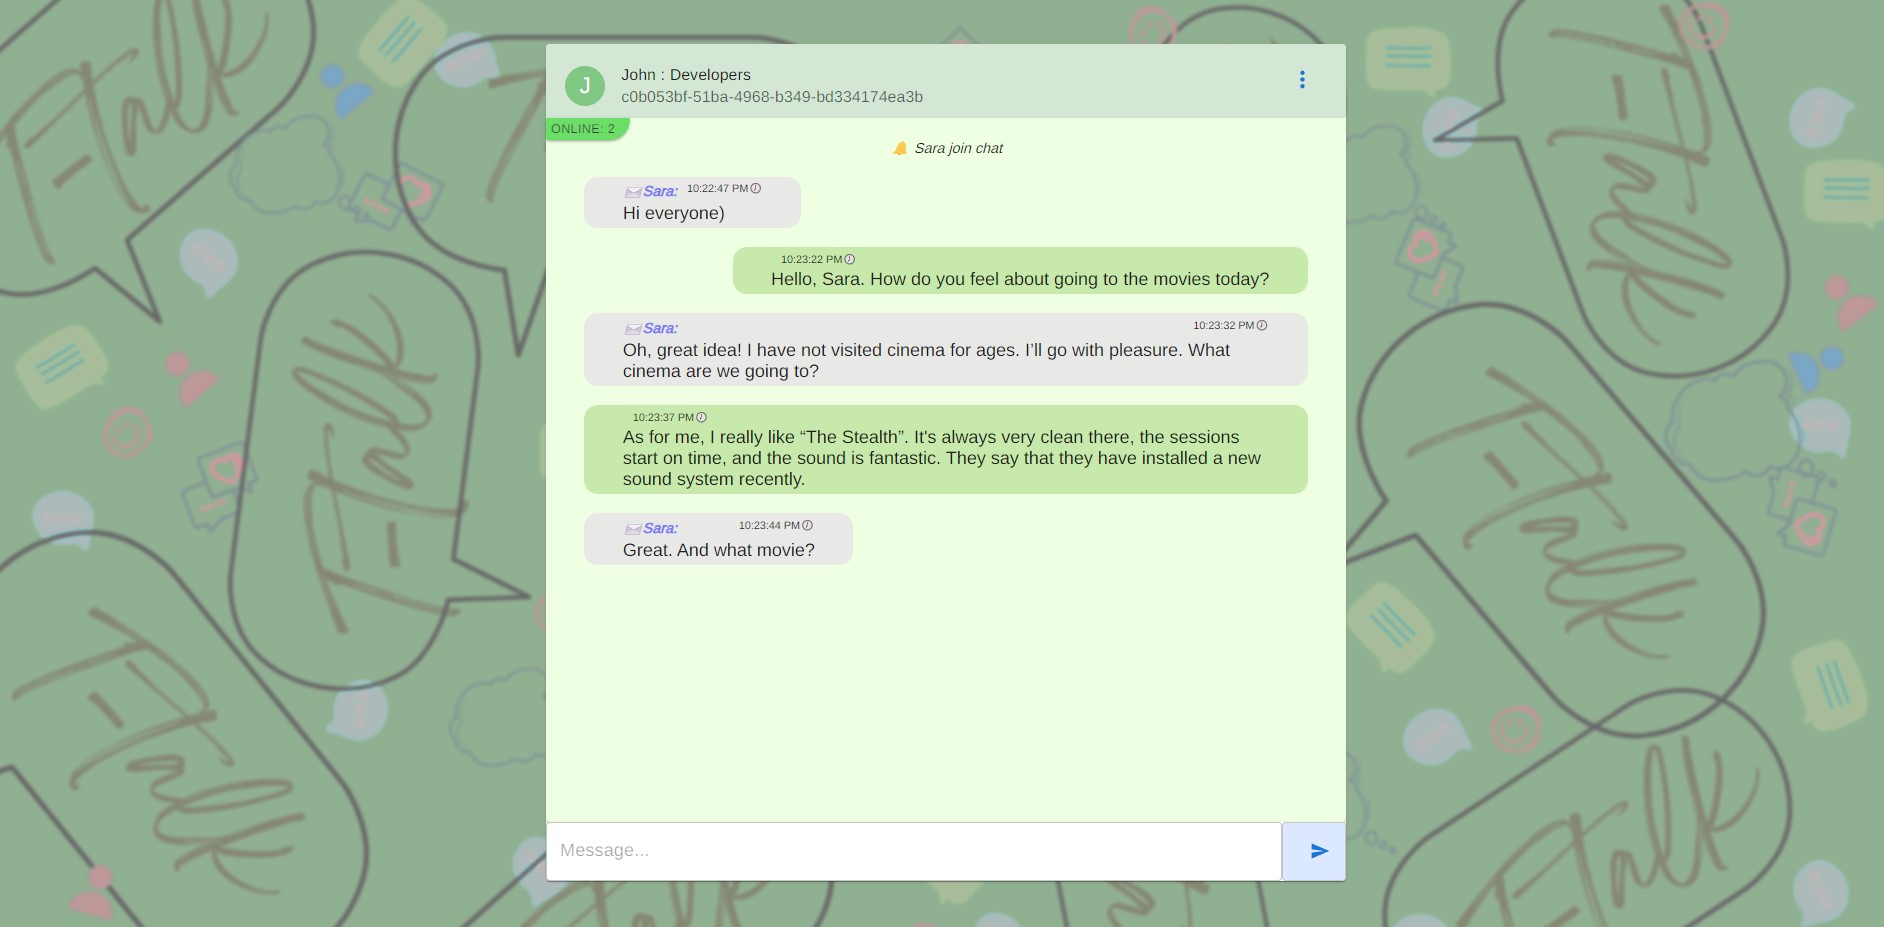 John : Developers
J
c0b053bf-51ba-4968-b349-bd334174ea3b
ONLINE: 2
Sara join chat
Sara: 10:22:47 PM
Hi everyone)
10:23:22 PM
Hello, Sara. How do you feel about going to the movies today?
Sara: 10:23:32 PM
Oh, great idea! I have not visited cinema for ages. I’ll go with pleasure. What
cinema are we going to?
10:23:37 PM
As for me, I really like “The Stealth”. It's always very clean there, the sessions
start on time, and the sound is fantastic. They say that they have installed a new
sound system recently.
Sara: 10:23:44 PM
Great. And what movie?
Message...